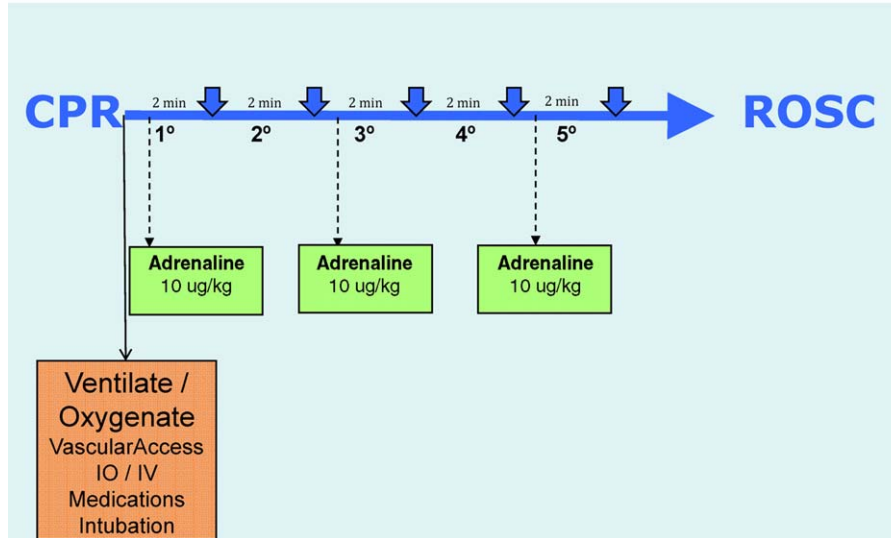 CPR
2 min
2 min
2 min
2 min
2 min
ROSC
1º
2º
3º
4º
5º
Adrenaline
10 ug/kg
Adrenaline
10 ug/kg
Adrenaline
10 ug/kg
Ventilate /
Oxygenate
VascularAccess
IO / IV
Medications
Intubation